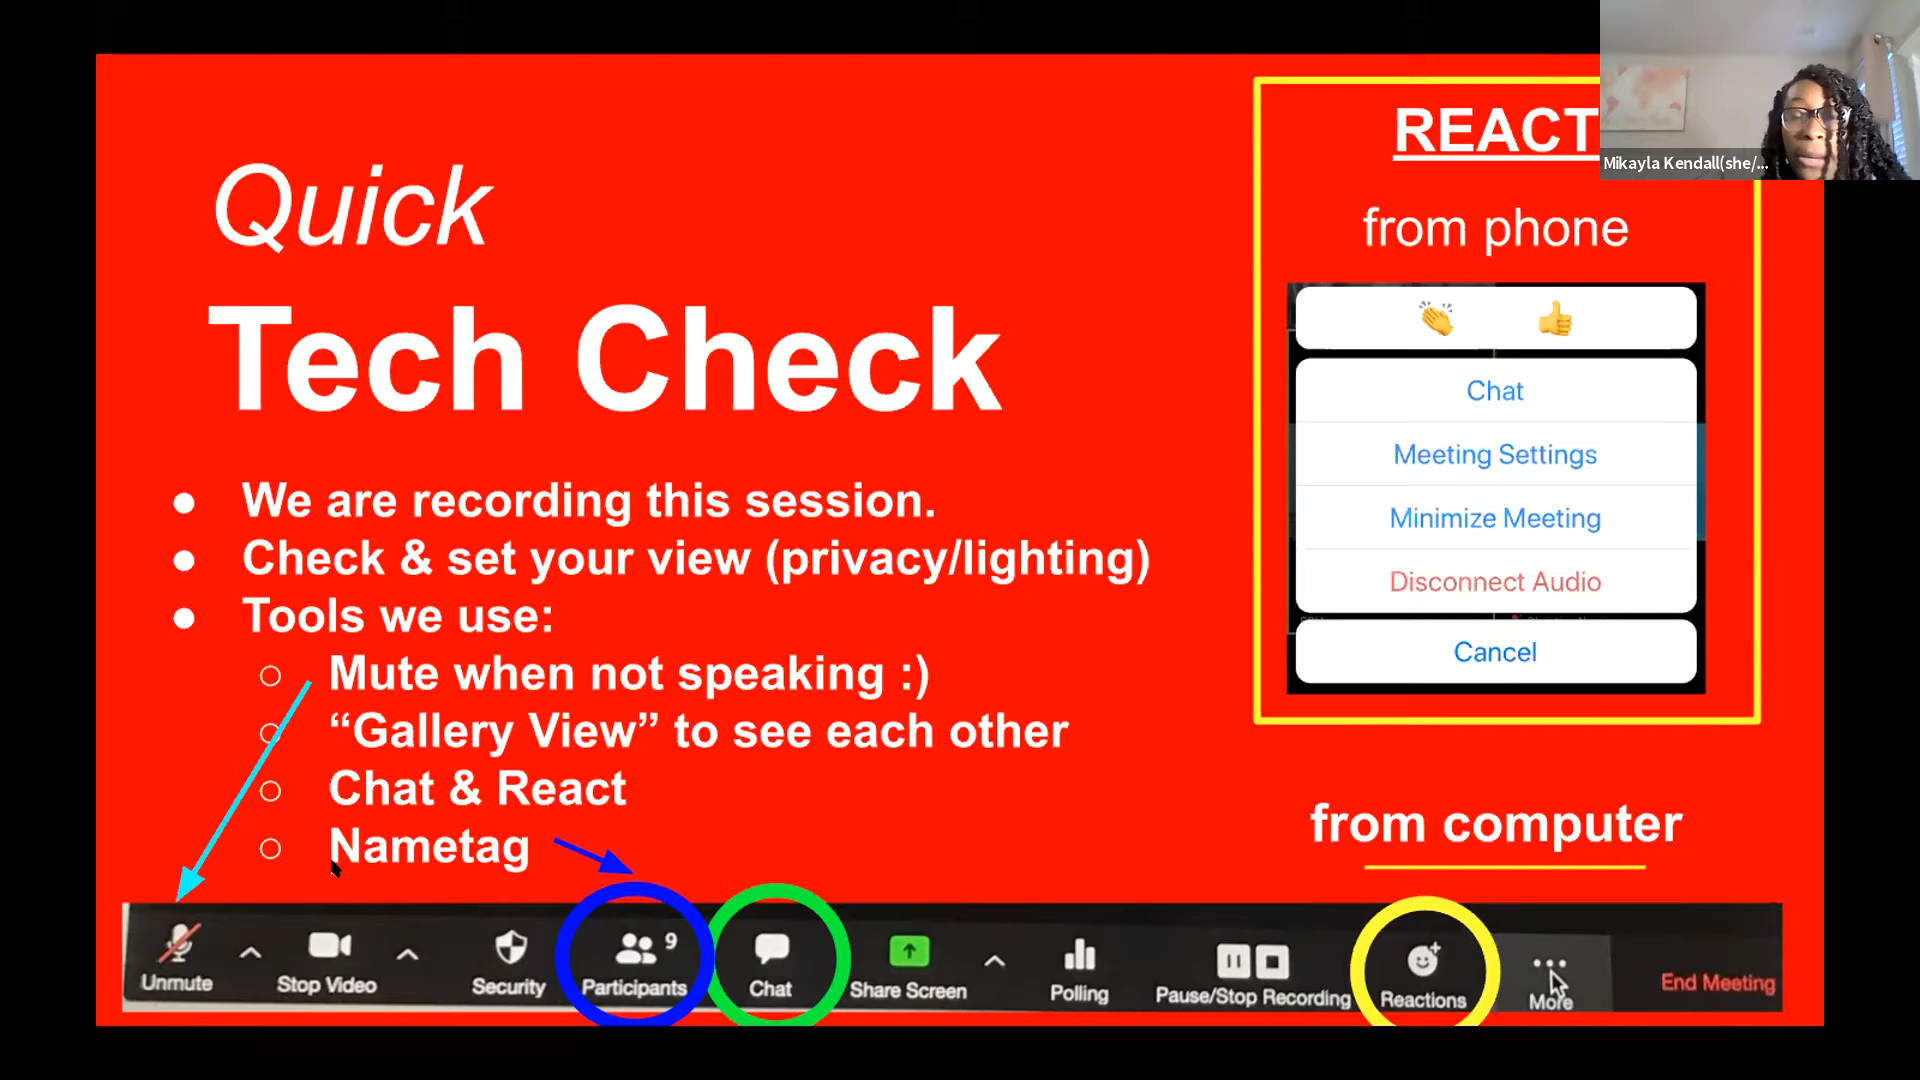 Quick
Tech Check
● We are recording this session.
● Check & set your view (privacy/lighting)
● Tools we use:
○ Mute when not speaking :)
○ “Gallery View” to see each other
○ Chat & React
○ Nametag
REACT
from phone
Chat
Meeting Settings
Minimize Meeting
Disconnect Audio
Cancel
from computer
Mikayla Kendall(she/...
Unmute
Stop Video
Security
9
Participants
Chat
Share Screen
Polling
Pause/Stop Recording
Reactions
More
End Meeting